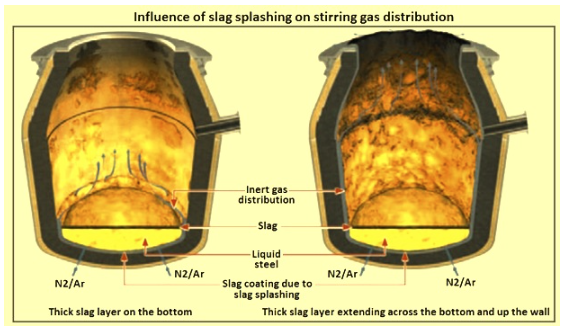 Influence of slag splashing on stirring gas distribution
Inert gas
distribution
Slag
Liquid
steel
N2/Ar
N2/Ar
N2/Ar
N2/Ar
Slag coating due to
slag splashing
Thick slag layer on the bottom
Thick slag layer extending across the bottom and up the wall